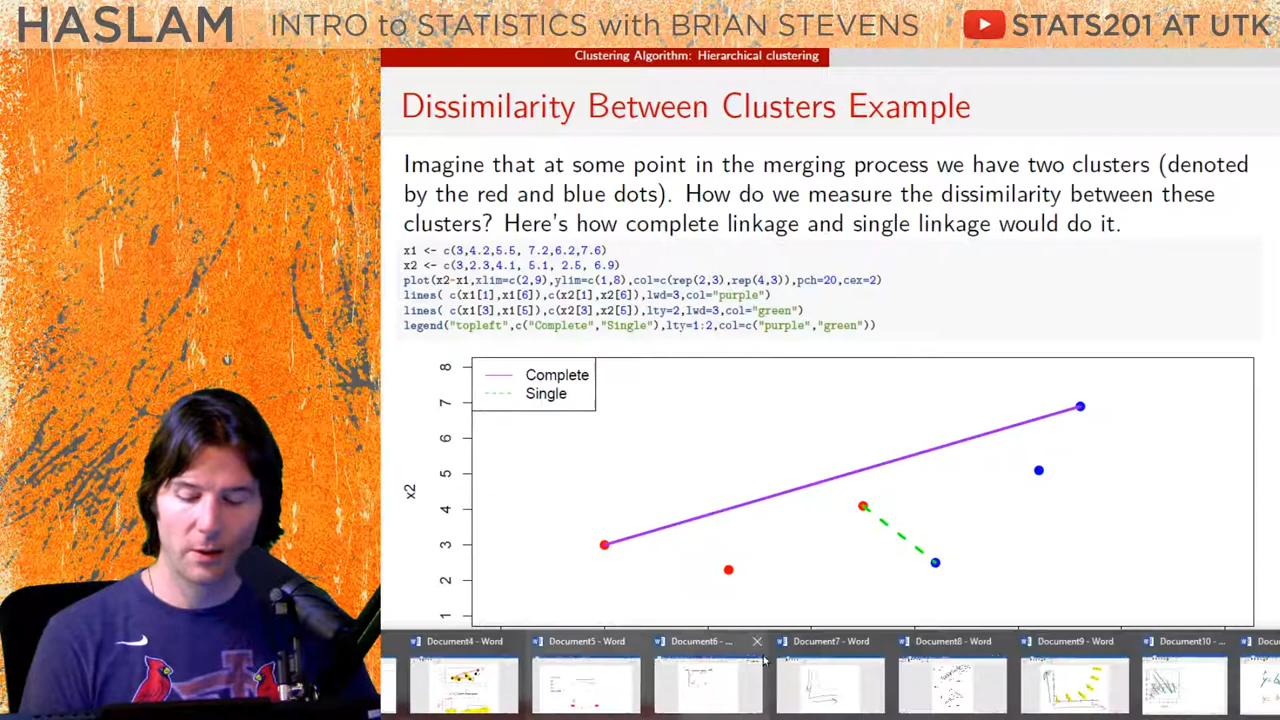 HASLAM INTRO to STATISTICS with BRIAN STEVENS STATS201 AT UTK
Clustering Algorithm: Hierarchical clustering
Dissimilarity Between Clusters Example
Imagine that at some point in the merging process we have two clusters (denoted
by the red and blue dots). How do we measure the dissimilarity between these
clusters? Here's how complete linkage and single linkage would do it.
x1 <- c(3,4.2,5.5, 7.2,6.2,7.6)
x2 <- c(3,2.3,4.1, 5.1, 2.5, 6.9)
plot(x2~x1,xlim=c(2,9),ylim=c(1,8),col=c(rep(2,3),rep(4,3)),pch=20,cex=2)
lines( c(x1[1],x1[6]),c(x2[1],x2[6]),lwd=3,col="purple")
lines( c(x1[3],x1[5]),c(x2[3],x2[5]),lty=2,lwd=3,col="green")
legend("topleft",c("Complete","Single"),lty=1:2,col=c("purple","green"))
Complete
Single
8
7
6
5
4
3
2
1
x2
Document4 - Word Document5 - Word Document6 - ... Document7 - Word Document8 - Word Document9 - Word Document10 - ...